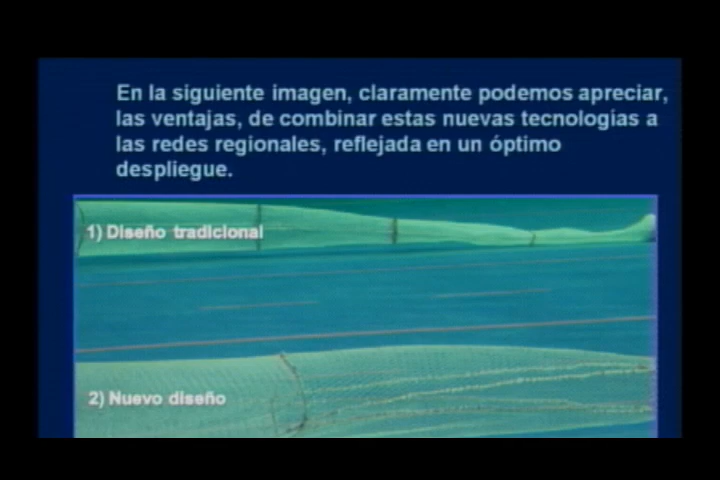 En la siguiente imagen, claramente podemos apreciar,
las ventajas, de combinar estas nuevas tecnologías a
las redes regionales, reflejada en un óptimo
despliegue.
1) Diseño tradicional
2) Nuevo diseño